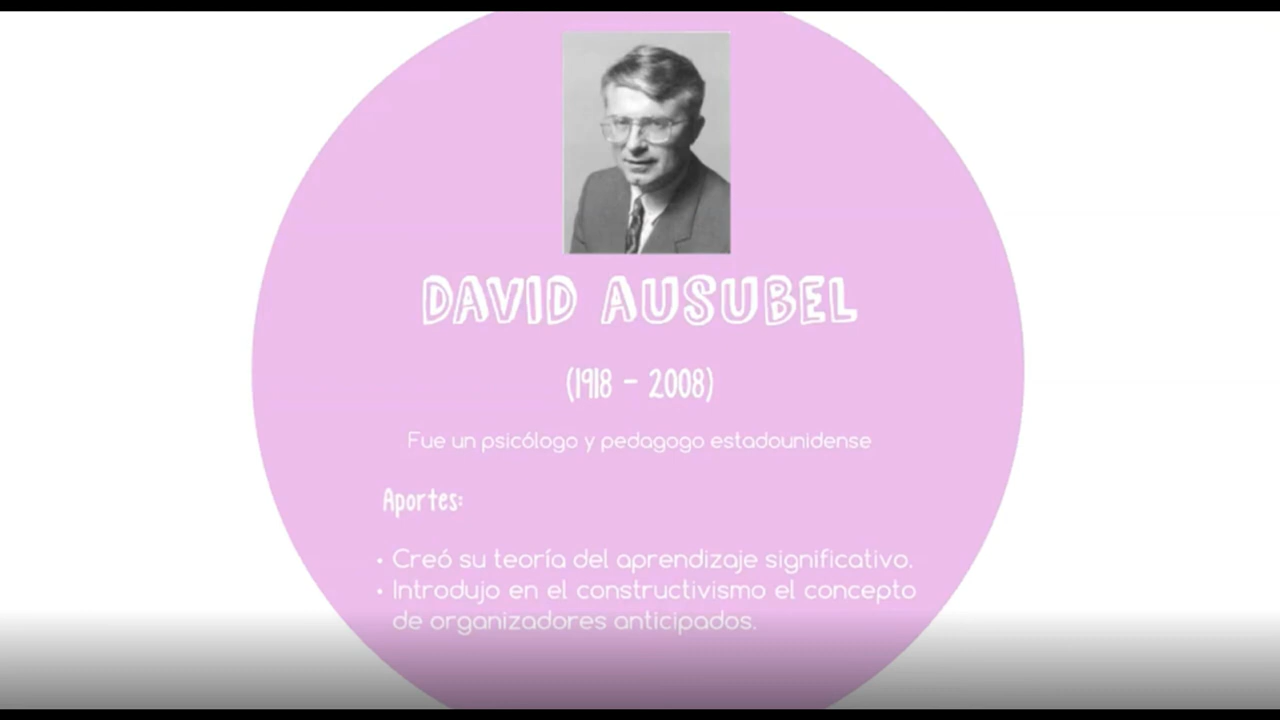 DAVID AUSUBEL
(1918 - 2008)
Fue un psicólogo y pedagogo estadounidense
Aportes:
• Creó su teoría del aprendizaje significativo.
• Introdujo en el constructivismo el concepto
de organizadores anticipados.